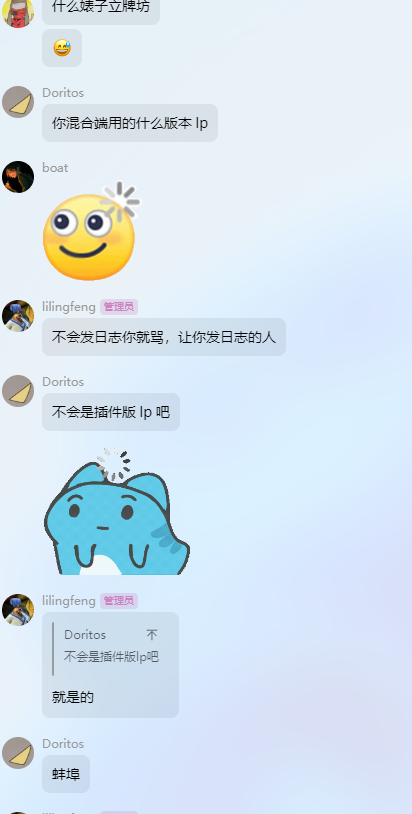 什么婊子立牌坊
Doritos
你混合端用的什么版本 lp
boat
lilingfeng 管理员
不会发日志你就骂，让你发日志的人
Doritos
不会是插件版 lp 吧
lilingfeng 管理员
Doritos 不
不会是插件版lp吧
就是的
Doritos
蚌埠